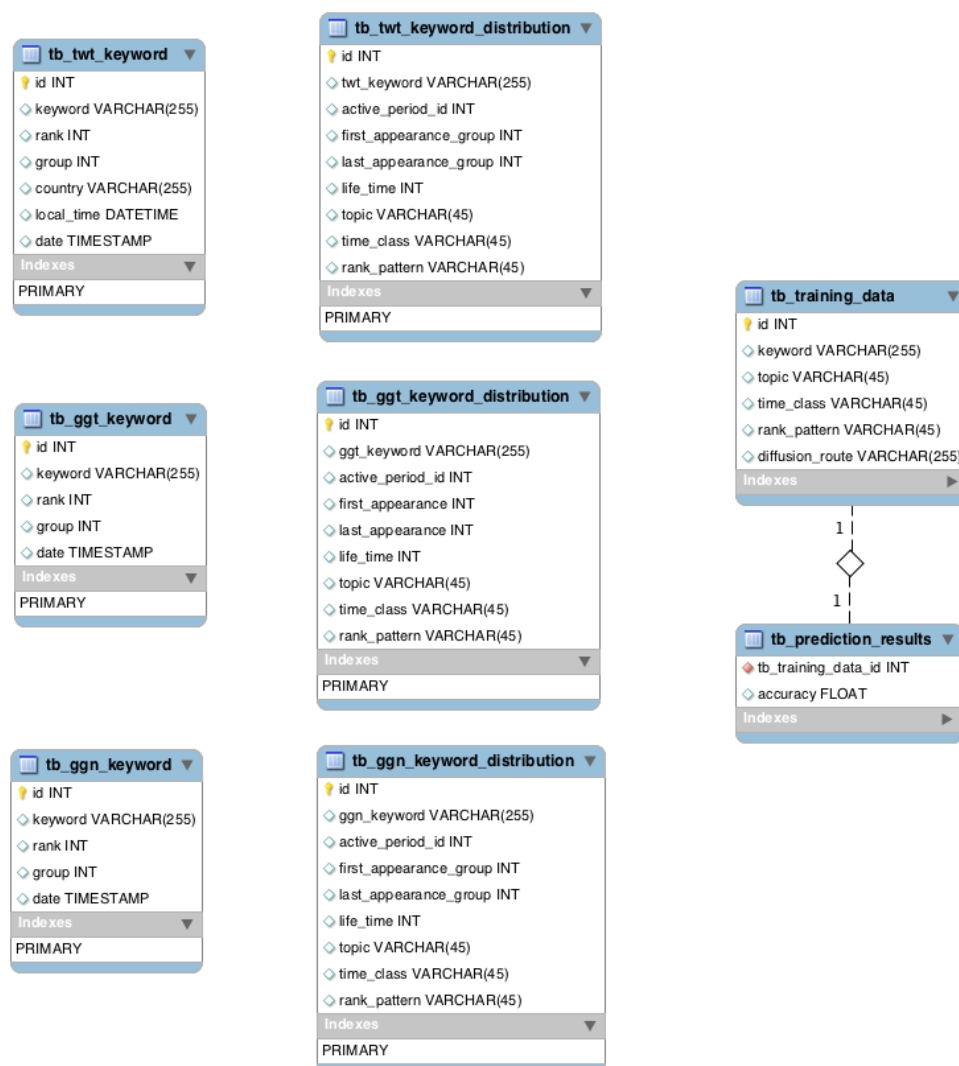 tb_twt_keyword
id INT
keyword VARCHAR(255)
rank INT
group INT
country VARCHAR(255)
local_time DATETIME
date TIMESTAMP
Indexes
PRIMARY
tb_twt_keyword_distribution
id INT
twt_keyword VARCHAR(255)
active_period_id INT
first_appearance_group INT
last_appearance_group INT
life_time INT
topic VARCHAR(45)
time_class VARCHAR(45)
rank_pattern VARCHAR(45)
Indexes
PRIMARY
tb_ggt_keyword
id INT
keyword VARCHAR(255)
rank INT
group INT
date TIMESTAMP
Indexes
PRIMARY
tb_ggt_keyword_distribution
id INT
ggt_keyword VARCHAR(255)
active_period_id INT
first_appearance INT
last_appearance INT
life_time INT
topic VARCHAR(45)
time_class VARCHAR(45)
rank_pattern VARCHAR(45)
Indexes
PRIMARY
tb_ggn_keyword
id INT
keyword VARCHAR(255)
rank INT
group INT
date TIMESTAMP
Indexes
PRIMARY
tb_ggn_keyword_distribution
id INT
ggn_keyword VARCHAR(255)
active_period_id INT
first_appearance_group INT
last_appearance_group INT
life_time INT
topic VARCHAR(45)
time_class VARCHAR(45)
rank_pattern VARCHAR(45)
Indexes
PRIMARY
tb_training_data
id INT
keyword VARCHAR(255)
topic VARCHAR(45)
time_class VARCHAR(45)
rank_pattern VARCHAR(45)
diffusion_route VARCHAR(255)
Indexes
1
1
tb_prediction_results
tb_training_data_id INT
accuracy FLOAT
Indexes